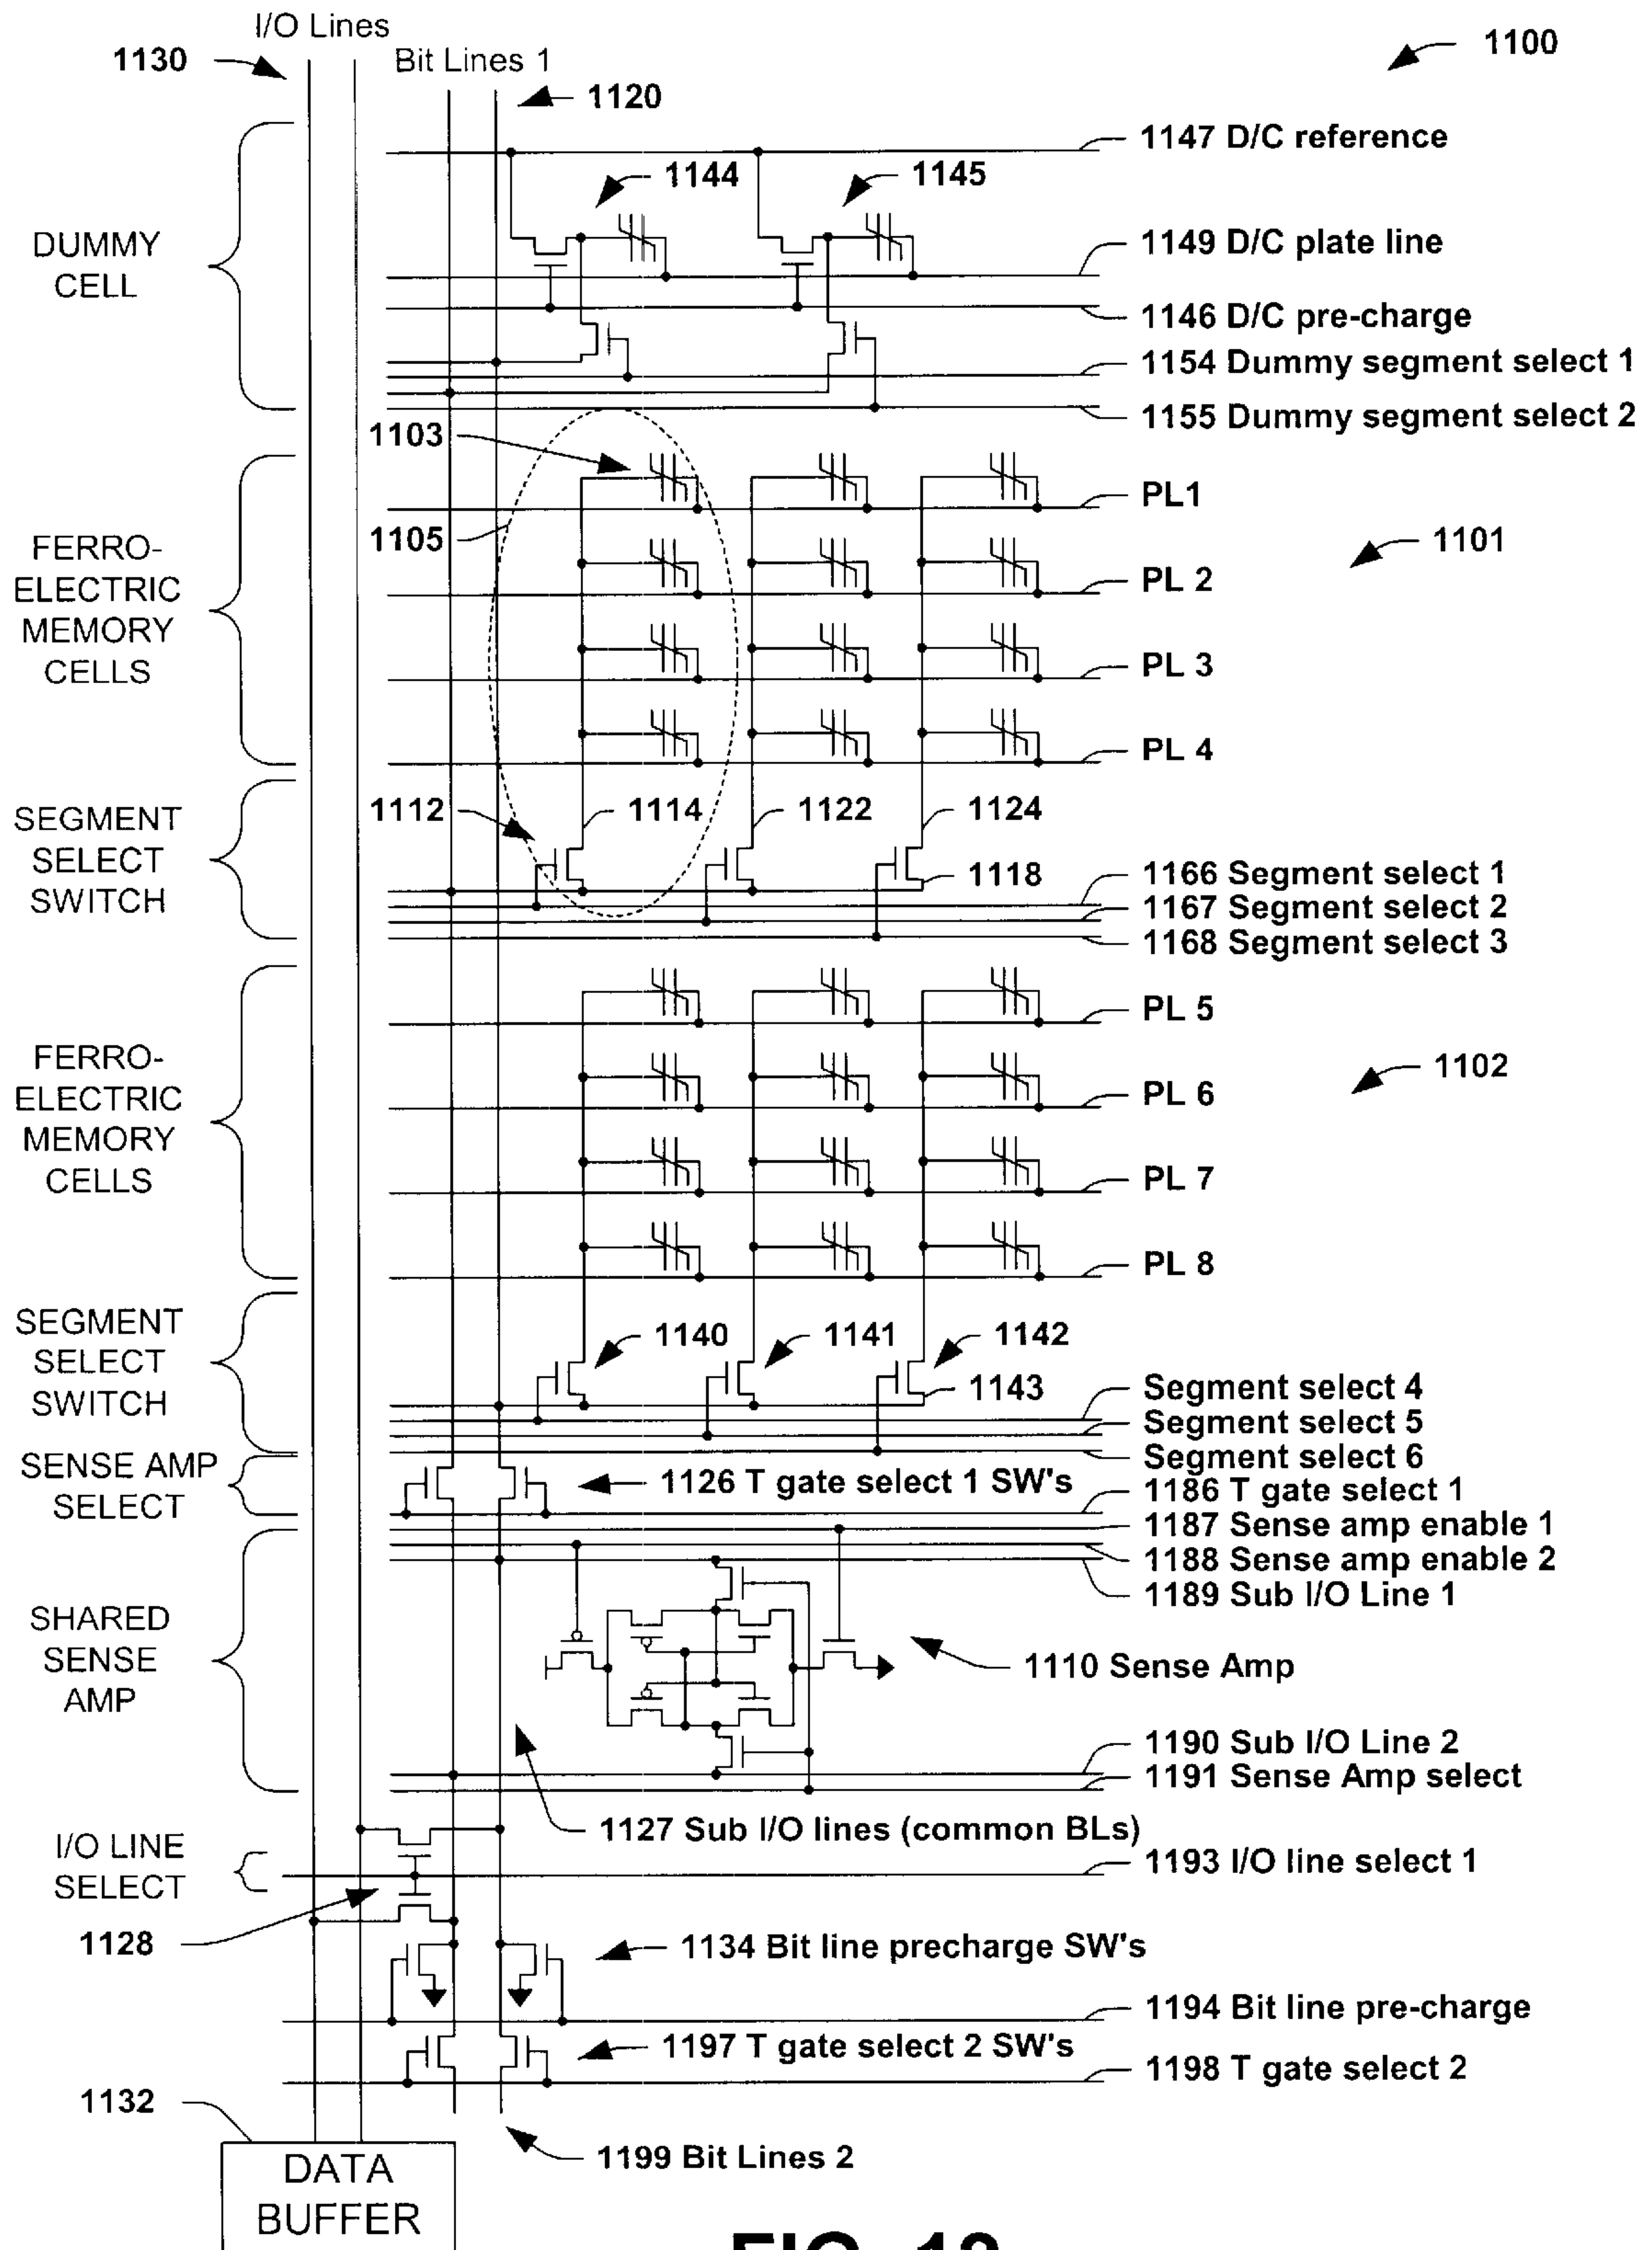 I/O Lines
1130
Bit Lines 1
1120
1100
1147 D/C reference
1144
1145
DUMMY
CELL
1149 D/C plate line
1146 D/C pre-charge
1154 Dummy segment select 1
1155 Dummy segment select 2
1103
1105
PL1
FERRO-
ELECTRIC
MEMORY
CELLS
1101
PL 2
PL 3
PL 4
SEGMENT
SELECT
SWITCH
1112
1114
1122
1124
1118
1166 Segment select 1
1167 Segment select 2
1168 Segment select 3
PL 5
FERRO-
ELECTRIC
MEMORY
CELLS
1102
PL 6
PL 7
PL 8
SEGMENT
SELECT
SWITCH
1140
1141
1142
1143
Segment select 4
Segment select 5
Segment select 6
SENSE AMP
SELECT
1126 T gate select 1 SW's
1186 T gate select 1
1187 Sense amp enable 1
1188 Sense amp enable 2
1189 Sub I/O Line 1
SHARED
SENSE
AMP
1110 Sense Amp
1190 Sub I/O Line 2
1191 Sense Amp select
1127 Sub I/O lines (common BLs)
I/O LINE
SELECT
1193 I/O line select 1
1128
1134 Bit line precharge SW's
1194 Bit line pre-charge
1197 T gate select 2 SW's
1198 T gate select 2
1132
1199 Bit Lines 2
DATA
BUFFER